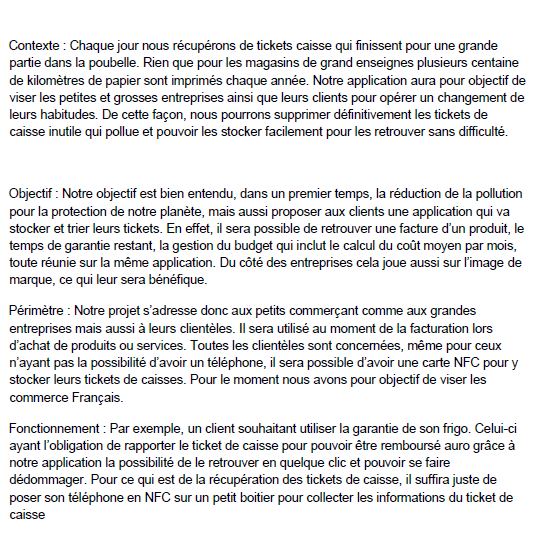 Contexte : Chaque jour nous récupérons de tickets caisse qui finissent pour une grande
partie dans la poubelle. Rien que pour les magasins de grand enseignes plusieurs centaine
de kilomètres de papier sont imprimés chaque année. Notre application aura pour objectif de
viser les petites et grosses entreprises ainsi que leurs clients pour opérer un changement de
leurs habitudes. De cette façon, nous pourrons supprimer définitivement les tickets de
caisse inutile qui pollue et pouvoir les stocker facilement pour les retrouver sans difficulté.
Objectif : Notre objectif est bien entendu, dans un premier temps, la réduction de la pollution
pour la protection de notre planète, mais aussi proposer aux clients une application qui va
stocker et trier leurs tickets. En effet, il sera possible de retrouver une facture d'un produit, le
temps de garantie restant, la gestion du budget qui inclut le calcul du coût moyen par mois,
toute réunie sur la même application. Du côté des entreprises cela joue aussi sur l'image de
marque, ce qui leur sera bénéfique.
Périmètre : Notre projet s'adresse donc aux petits commerçant comme aux grandes
entreprises mais aussi à leurs clientèles. Il sera utilisé au moment de la facturation lors
d'achat de produits ou services. Toutes les clientèles sont concernées, même pour ceux
n'ayant pas la possibilité d'avoir un téléphone, il sera possible d'avoir une carte NFC pour y
stocker leurs tickets de caisses. Pour le moment nous avons pour objectif de viser les
commerce Français.
Fonctionnement : Par exemple, un client souhaitant utiliser la garantie de son frigo. Celui-ci
ayant l'obligation de rapporter le ticket de caisse pour pouvoir être remboursé auro grâce à
notre application la possibilité de le retrouver en quelque clic et pouvoir se faire
dédommager. Pour ce qui est de la récupération des tickets de caisse, il suffira juste de
poser son téléphone en NFC sur un petit boitier pour collecter les informations du ticket de
caisse